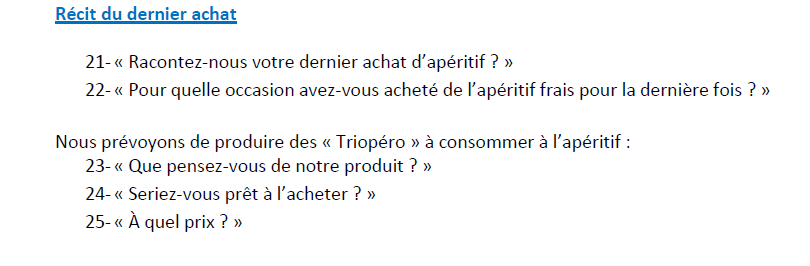 Récit du dernier achat
21- « Racontez-nous votre dernier achat d’apéritif ? »
22- « Pour quelle occasion avez-vous acheté de l’apéritif frais pour la dernière fois ? »
Nous prévoyons de produire des « Triopéro » à consommer à l’apéritif :
23- « Que pensez-vous de notre produit ? »
24- « Seriez-vous prêt à l’acheter ? »
25- « À quel prix ? »